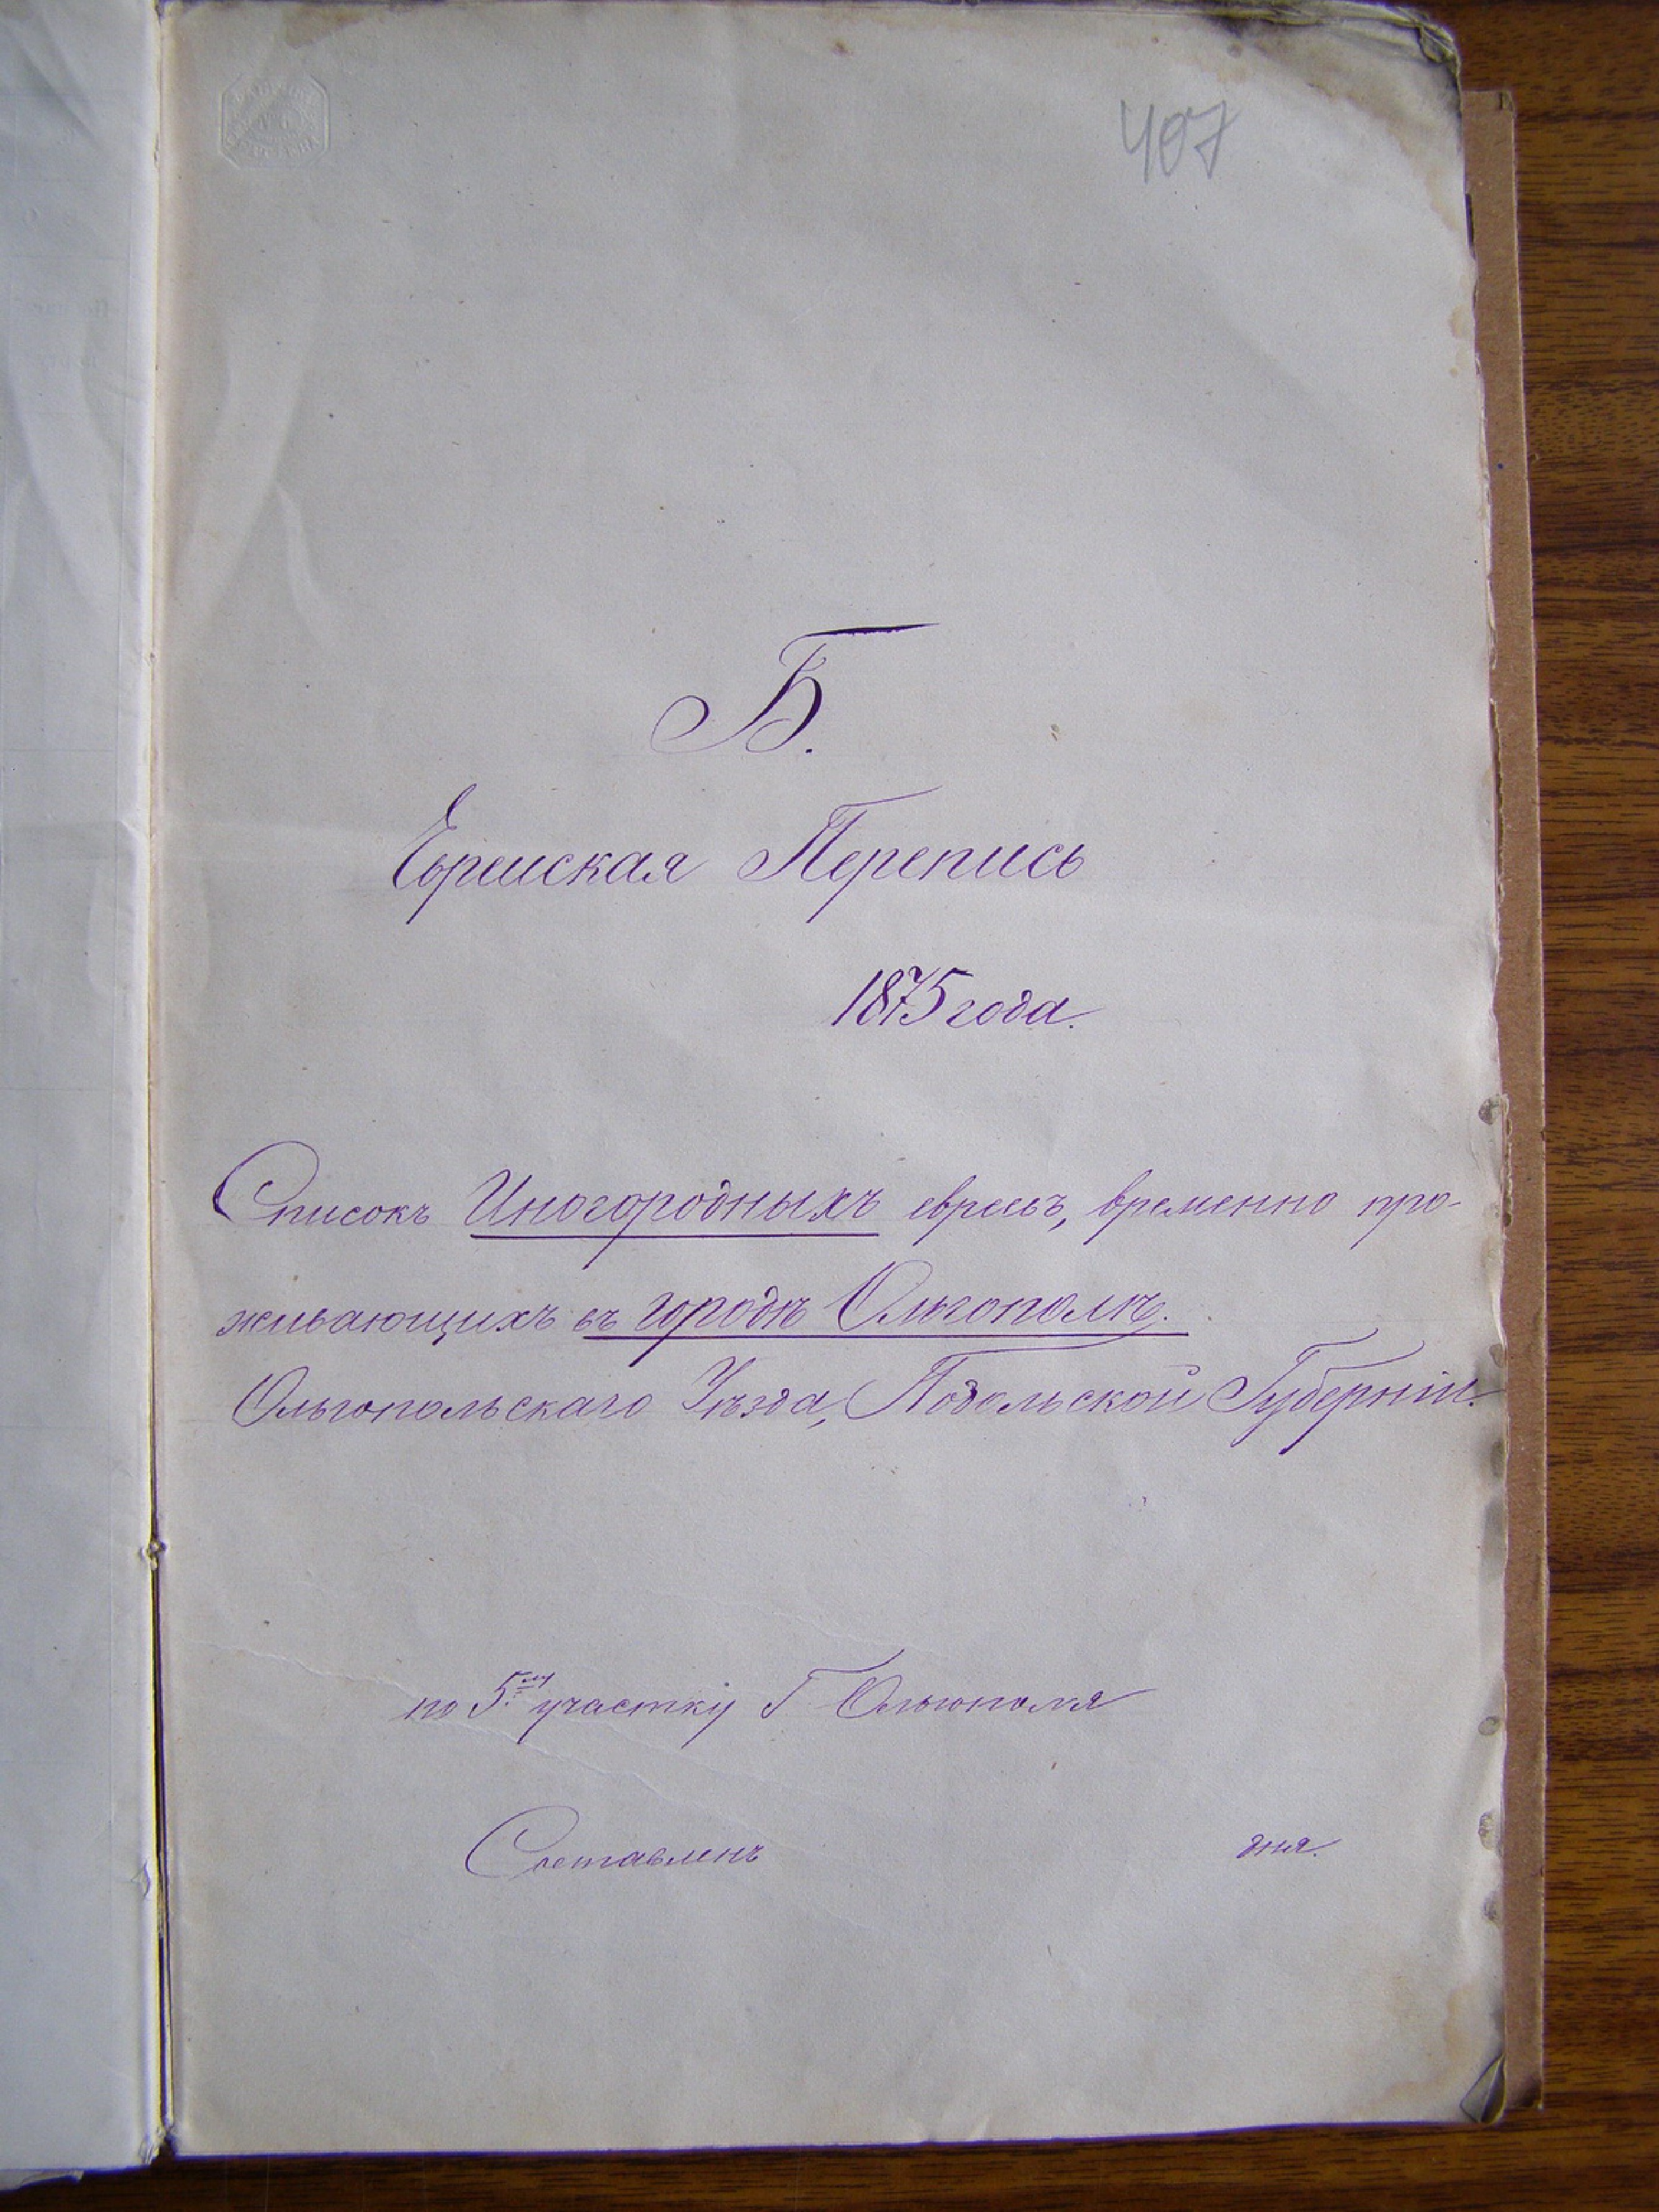 407
Б.
Еврейская Перепись
1875 года.
Списокъ Иногородныхъ евреевъ, временно про-
живающихъ въ городѣ Ольгополѣ.
Ольгопольскаго Уѣзда, Подольской Губерніи.
по 5му участку Г Ольгополя
Составленъ дня.